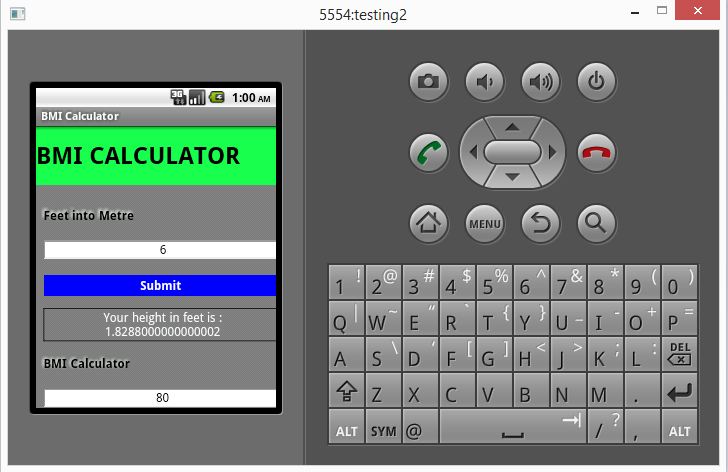 5554:testing2
3G 1:00 AM
BMI Calculator
BMI CALCULATOR
Feet into Metre
6
Submit
Your height in feet is :
1.8288000000000002
BMI Calculator
80
MENU
1 ! 2 @ 3 # 4 $ 5 % 6 ^ 7 & 8 * 9 ( 0 )
Q | W ~ E “ R ` T { Y } U _ I - O + P =
A S \ D ‘ F [ G ] H < J > K ; L : DEL
Z X C V B N M .
ALT SYM @ / ? , ALT